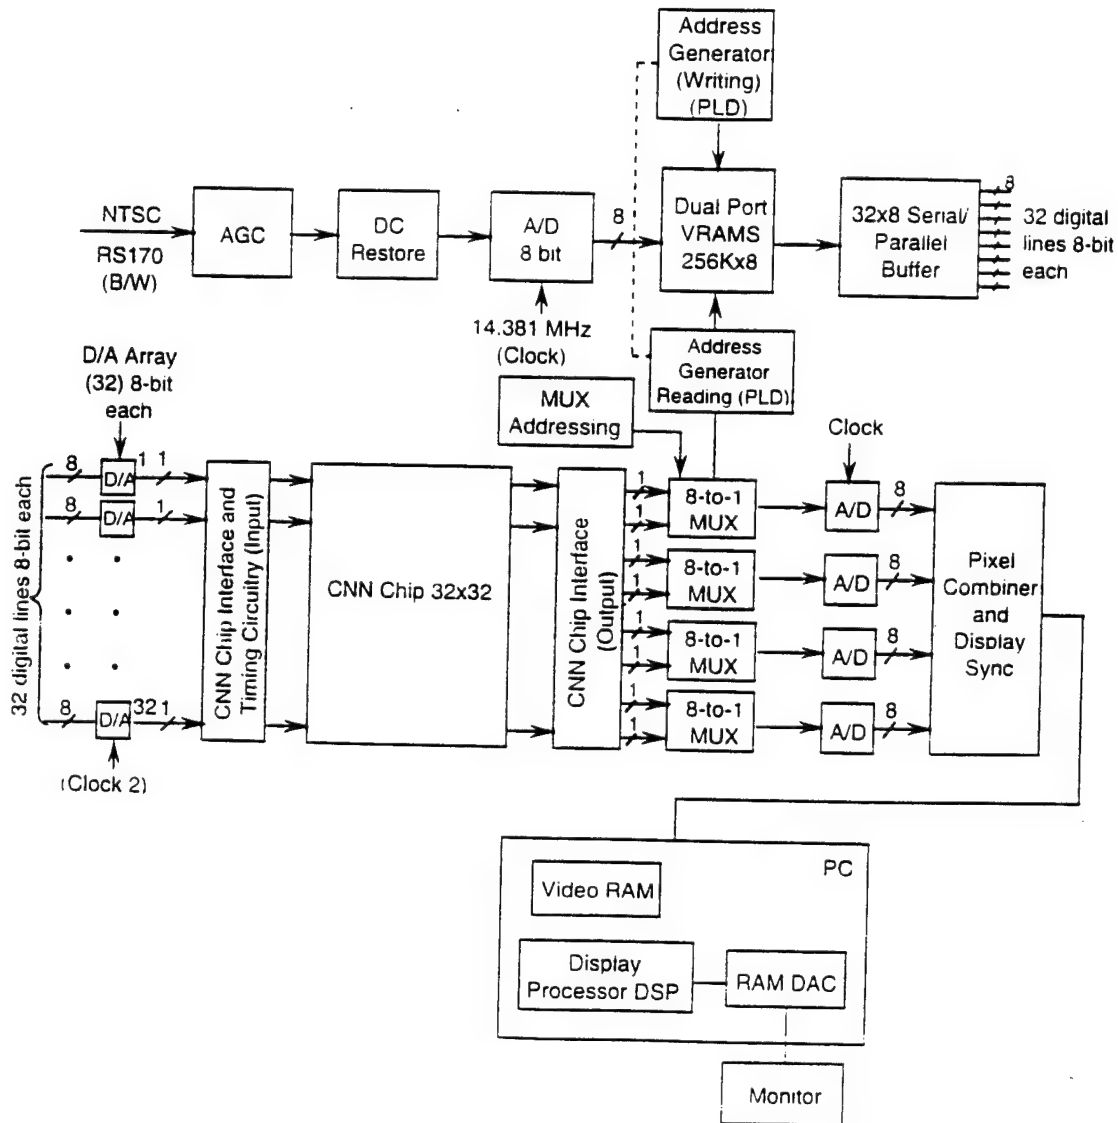 Address
Generator
(Writing)
(PLD)
NTSC
RS170
(B/W)
AGC
DC
Restore
A/D
8 bit
8
Dual Port
VRAMS
256Kx8
32x8 Serial/
Parallel
Buffer
8
32 digital
lines 8-bit
each
14.381 MHz
(Clock)
Address
Generator
Reading (PLD)
D/A Array
(32) 8-bit
each
MUX
Addressing
Clock
32 digital lines 8-bit each
8
D/A
1
1
8
D/A
1
8
D/A
32
1
(Clock 2)
CNN Chip Interface and
Timing Circuitry (Input)
CNN Chip 32x32
CNN Chip Interface
(Output)
1
1
8-to-1
MUX
A/D
8
1
1
8-to-1
MUX
A/D
8
1
1
8-to-1
MUX
A/D
8
1
1
8-to-1
MUX
A/D
8
Pixel
Combiner
and
Display
Sync
PC
Video RAM
Display
Processor DSP
RAM DAC
Monitor